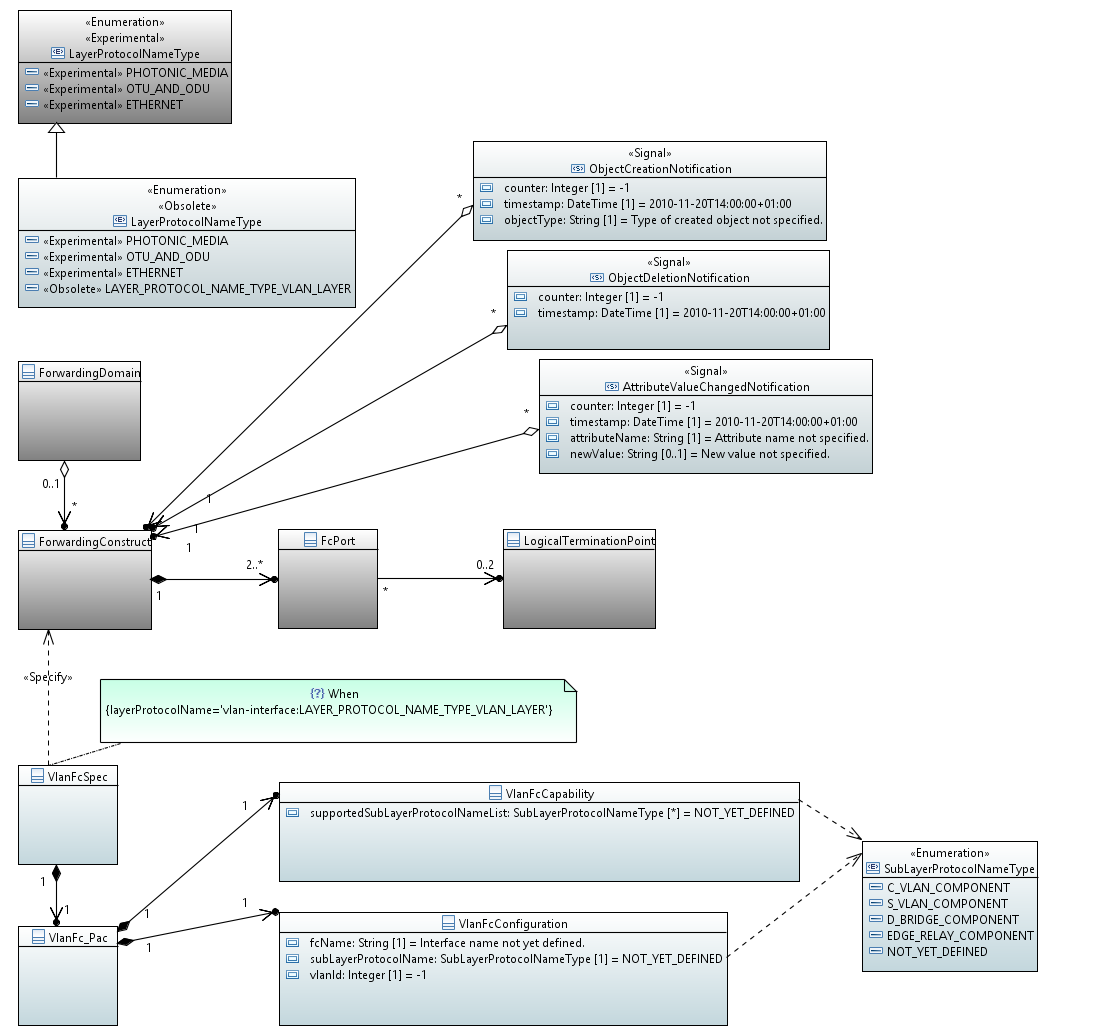 «Enumeration»
«Experimental»
LayerProtocolNameType
«Experimental» PHOTONIC_MEDIA
«Experimental» OTU_AND_ODU
«Experimental» ETHERNET
«Enumeration»
«Obsolete»
LayerProtocolNameType
«Experimental» PHOTONIC_MEDIA
«Experimental» OTU_AND_ODU
«Experimental» ETHERNET
«Obsolete» LAYER_PROTOCOL_NAME_TYPE_VLAN_LAYER
«Signal»
ObjectCreationNotification
counter: Integer [1] = -1
timestamp: DateTime [1] = 2010-11-20T14:00:00+01:00
objectType: String [1] = Type of created object not specified.
*
«Signal»
ObjectDeletionNotification
counter: Integer [1] = -1
timestamp: DateTime [1] = 2010-11-20T14:00:00+01:00
*
«Signal»
AttributeValueChangedNotification
counter: Integer [1] = -1
timestamp: DateTime [1] = 2010-11-20T14:00:00+01:00
attributeName: String [1] = Attribute name not specified.
newValue: String [0..1] = New value not specified.
*
ForwardingDomain
0..1
*
1
1
1
ForwardingConstruct
1
2..*
FcPort
*
0..2
LogicalTerminationPoint
«Specify»
{?} When
{layerProtocolName='vlan-interface:LAYER_PROTOCOL_NAME_TYPE_VLAN_LAYER'}
VlanFcSpec
1
1
VlanFc_Pac
1
1
1
1
VlanFcCapability
supportedSubLayerProtocolNameList: SubLayerProtocolNameType [*] = NOT_YET_DEFINED
VlanFcConfiguration
fcName: String [1] = Interface name not yet defined.
subLayerProtocolName: SubLayerProtocolNameType [1] = NOT_YET_DEFINED
vlanId: Integer [1] = -1
«Enumeration»
SubLayerProtocolNameType
C_VLAN_COMPONENT
S_VLAN_COMPONENT
D_BRIDGE_COMPONENT
EDGE_RELAY_COMPONENT
NOT_YET_DEFINED